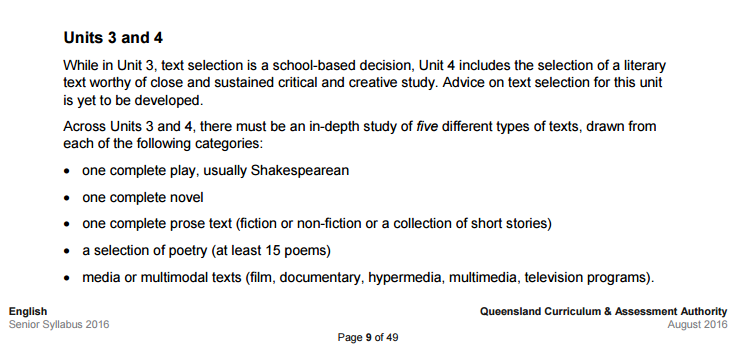 Units 3 and 4
While in Unit 3, text selection is a school-based decision, Unit 4 includes the selection of a literary
text worthy of close and sustained critical and creative study. Advice on text selection for this unit
is yet to be developed.
Across Units 3 and 4, there must be an in-depth study of five different types of texts, drawn from
each of the following categories:
• one complete play, usually Shakespearean
• one complete novel
• one complete prose text (fiction or non-fiction or a collection of short stories)
• a selection of poetry (at least 15 poems)
• media or multimodal texts (film, documentary, hypermedia, multimedia, television programs).
English Queensland Curriculum & Assessment Authority
Senior Syllabus 2016 August 2016
Page 9 of 49